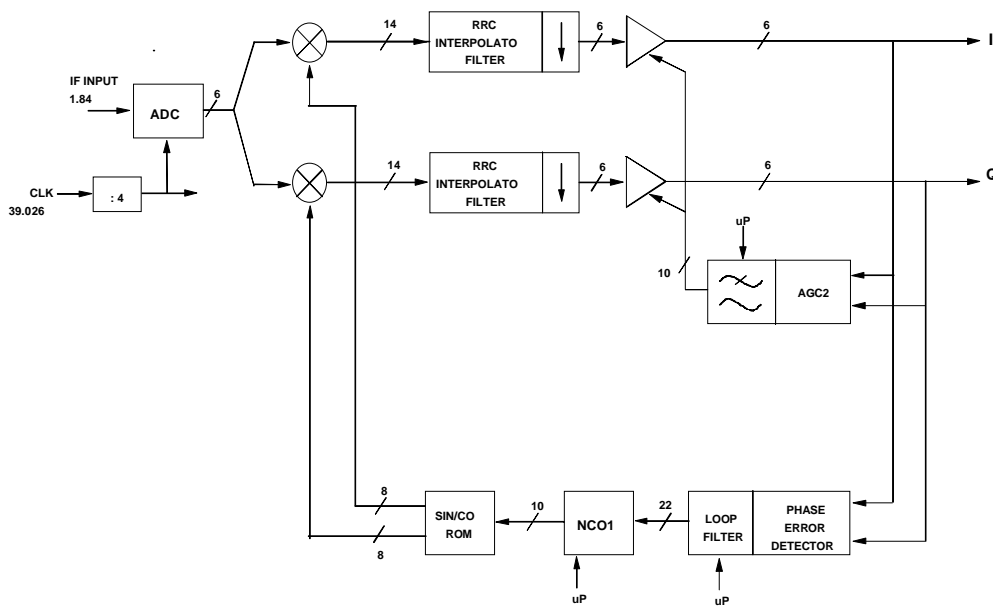 14
RRC
INTERPOLATO
FILTER
6
6
I
IF INPUT
1.84
ADC
6
14
RRC
INTERPOLATO
FILTER
6
6
Q
CLK
39.026
: 4
uP
10
AGC2
8
8
SIN/CO
ROM
10
NCO1
22
LOOP
FILTER
PHASE
ERROR
DETECTOR
uP
uP